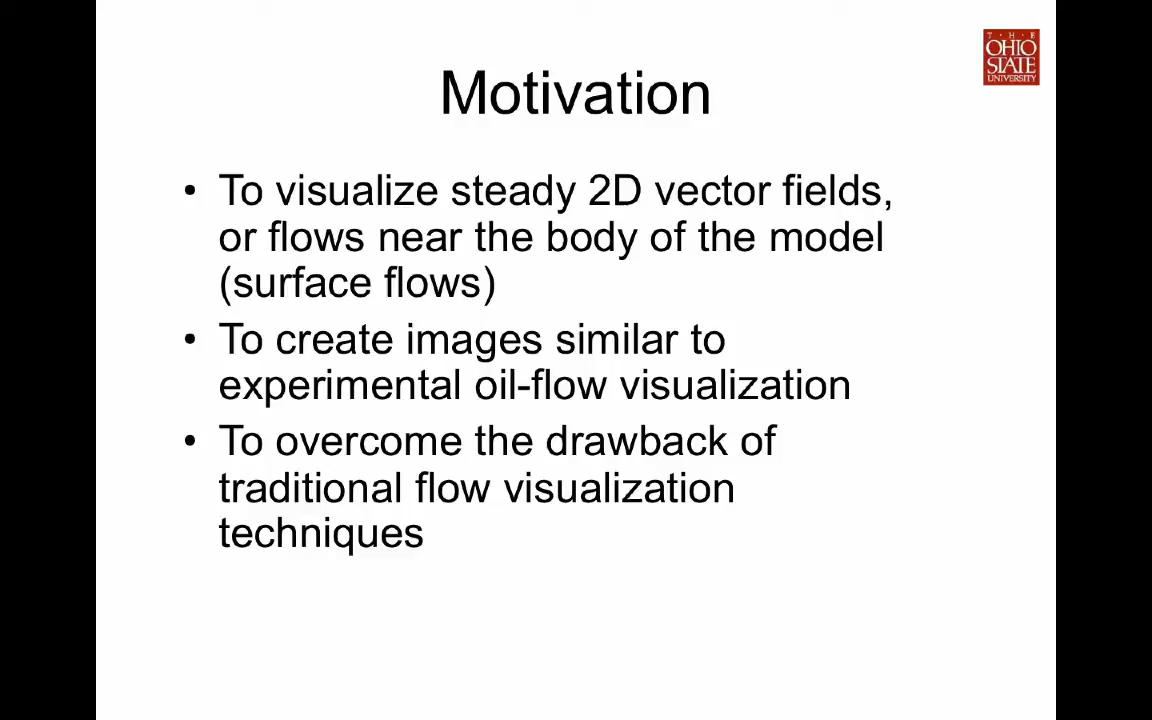 T · H · E
OHIO
STATE
UNIVERSITY
Motivation
• To visualize steady 2D vector fields,
or flows near the body of the model
(surface flows)
• To create images similar to
experimental oil-flow visualization
• To overcome the drawback of
traditional flow visualization
techniques